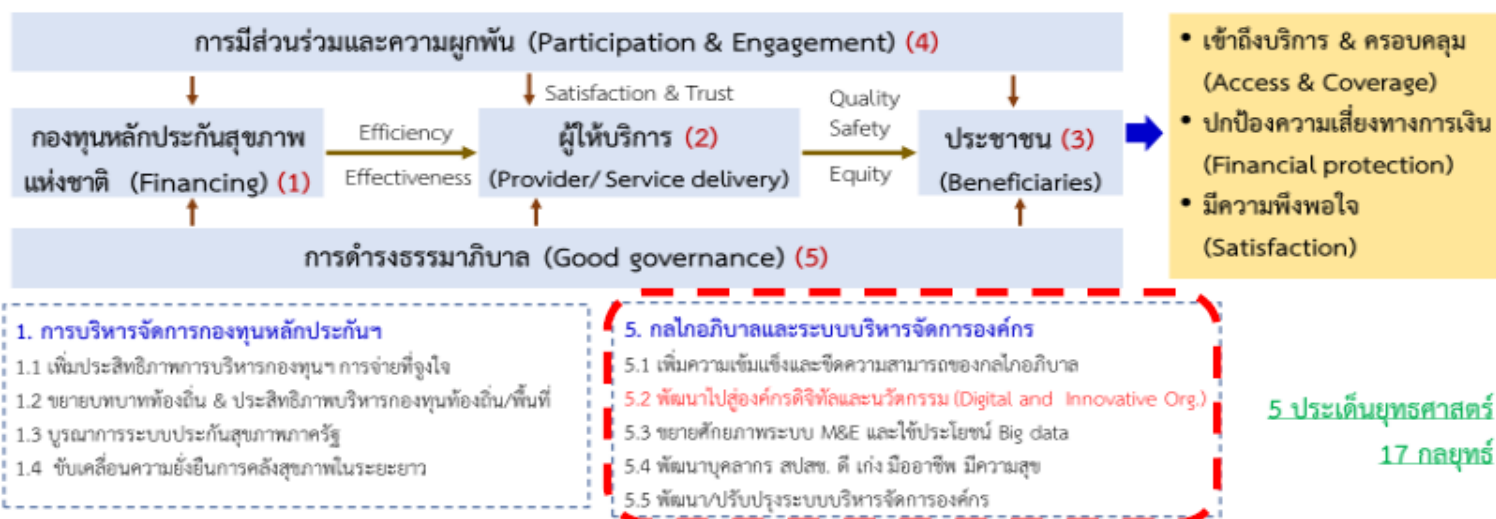 การมีส่วนร่วมและความผูกพัน (Participation & Engagement) (4)
Satisfaction & Trust
กองทุนหลักประกันสุขภาพ
แห่งชาติ (Financing) (1)
Efficiency
Effectiveness
ผู้ให้บริการ (2)
(Provider/ Service delivery)
Quality
Safety
Equity
ประชาชน (3)
(Beneficiaries)
การดำรงธรรมาภิบาล (Good governance) (5)
• เข้าถึงบริการ & ครอบคลุม
(Access & Coverage)
• ปกป้องความเสี่ยงทางการเงิน
(Financial protection)
• มีความพึงพอใจ
(Satisfaction)
1. การบริหารจัดการกองทุนหลักประกันฯ
1.1 เพิ่มประสิทธิภาพการบริหารกองทุนฯ การจ่ายที่จูงใจ
1.2 ขยายบทบาทท้องถิ่น & ประสิทธิภาพบริหารกองทุนท้องถิ่น/พื้นที่
1.3 บูรณาการระบบประกันสุขภาพภาครัฐ
1.4 ขับเคลื่อนความยั่งยืนการคลังสุขภาพในระยะยาว
5. กลไกอภิบาลและระบบบริหารจัดการองค์กร
5.1 เพิ่มความเข้มแข็งและขีดความสามารถของกลไกอภิบาล
5.2 พัฒนาไปสู่องค์กรดิจิทัลและนวัตกรรม (Digital and Innovative Org.)
5.3 ขยายศักยภาพระบบ M&E และใช้ประโยชน์ Big data
5.4 พัฒนาบุคลากร สปสช. ดี เก่ง มืออาชีพ มีความสุข
5.5 พัฒนา/ปรับปรุงระบบบริหารจัดการองค์กร
5 ประเด็นยุทธศาสตร์
17 กลยุทธ์